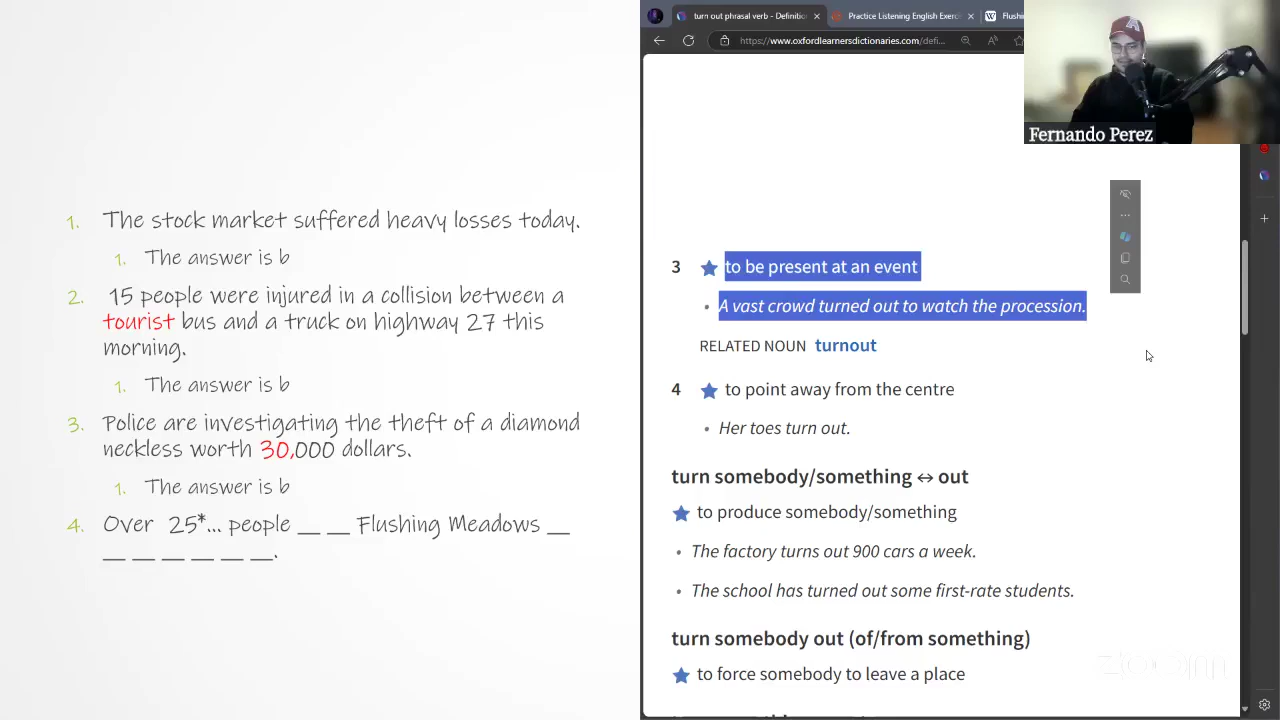 1. The stock market suffered heavy losses today.
1. The answer is b
2. 15 people were injured in a collision between a
tourist bus and a truck on highway 27 this
morning.
1. The answer is b
3. Police are investigating the theft of a diamond
neckless worth 30,000 dollars.
1. The answer is b
4. Over 25*... people __ __ Flushing Meadows __
__ __ __ __ __ __.
turn out phrasal verb - Definitio
Practice Listening English Exerci
Flushi
https://www.oxfordlearnersdictionaries.com/defi...
Fernando Perez
3 to be present at an event
• A vast crowd turned out to watch the procession.
RELATED NOUN turnout
4 to point away from the centre
• Her toes turn out.
turn somebody/something ↔ out
to produce somebody/something
• The factory turns out 900 cars a week.
• The school has turned out some first-rate students.
turn somebody out (of/from something)
to force somebody to leave a place
zoom